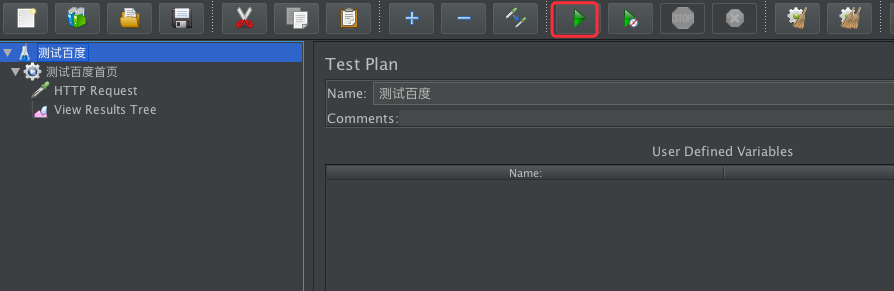 STOP
测试百度
测试百度首页
HTTP Request
View Results Tree
Test Plan
Name: 测试百度
Comments:
User Defined Variables
Name: